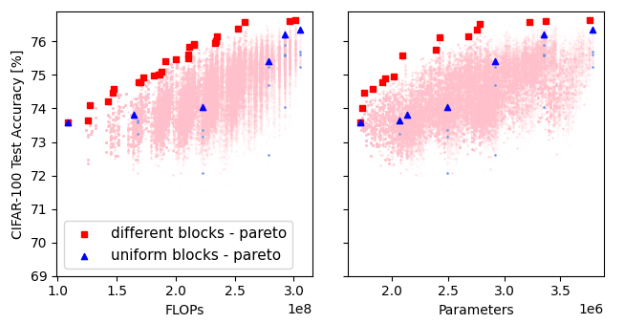 CIFAR-100 Test Accuracy [%]
76
75
74
73
72
71
70
69
different blocks - pareto
uniform blocks - pareto
1.0 1.5 2.0 2.5 3.0
FLOPs 1e8
2.0 2.5 3.0 3.5
Parameters 1e6